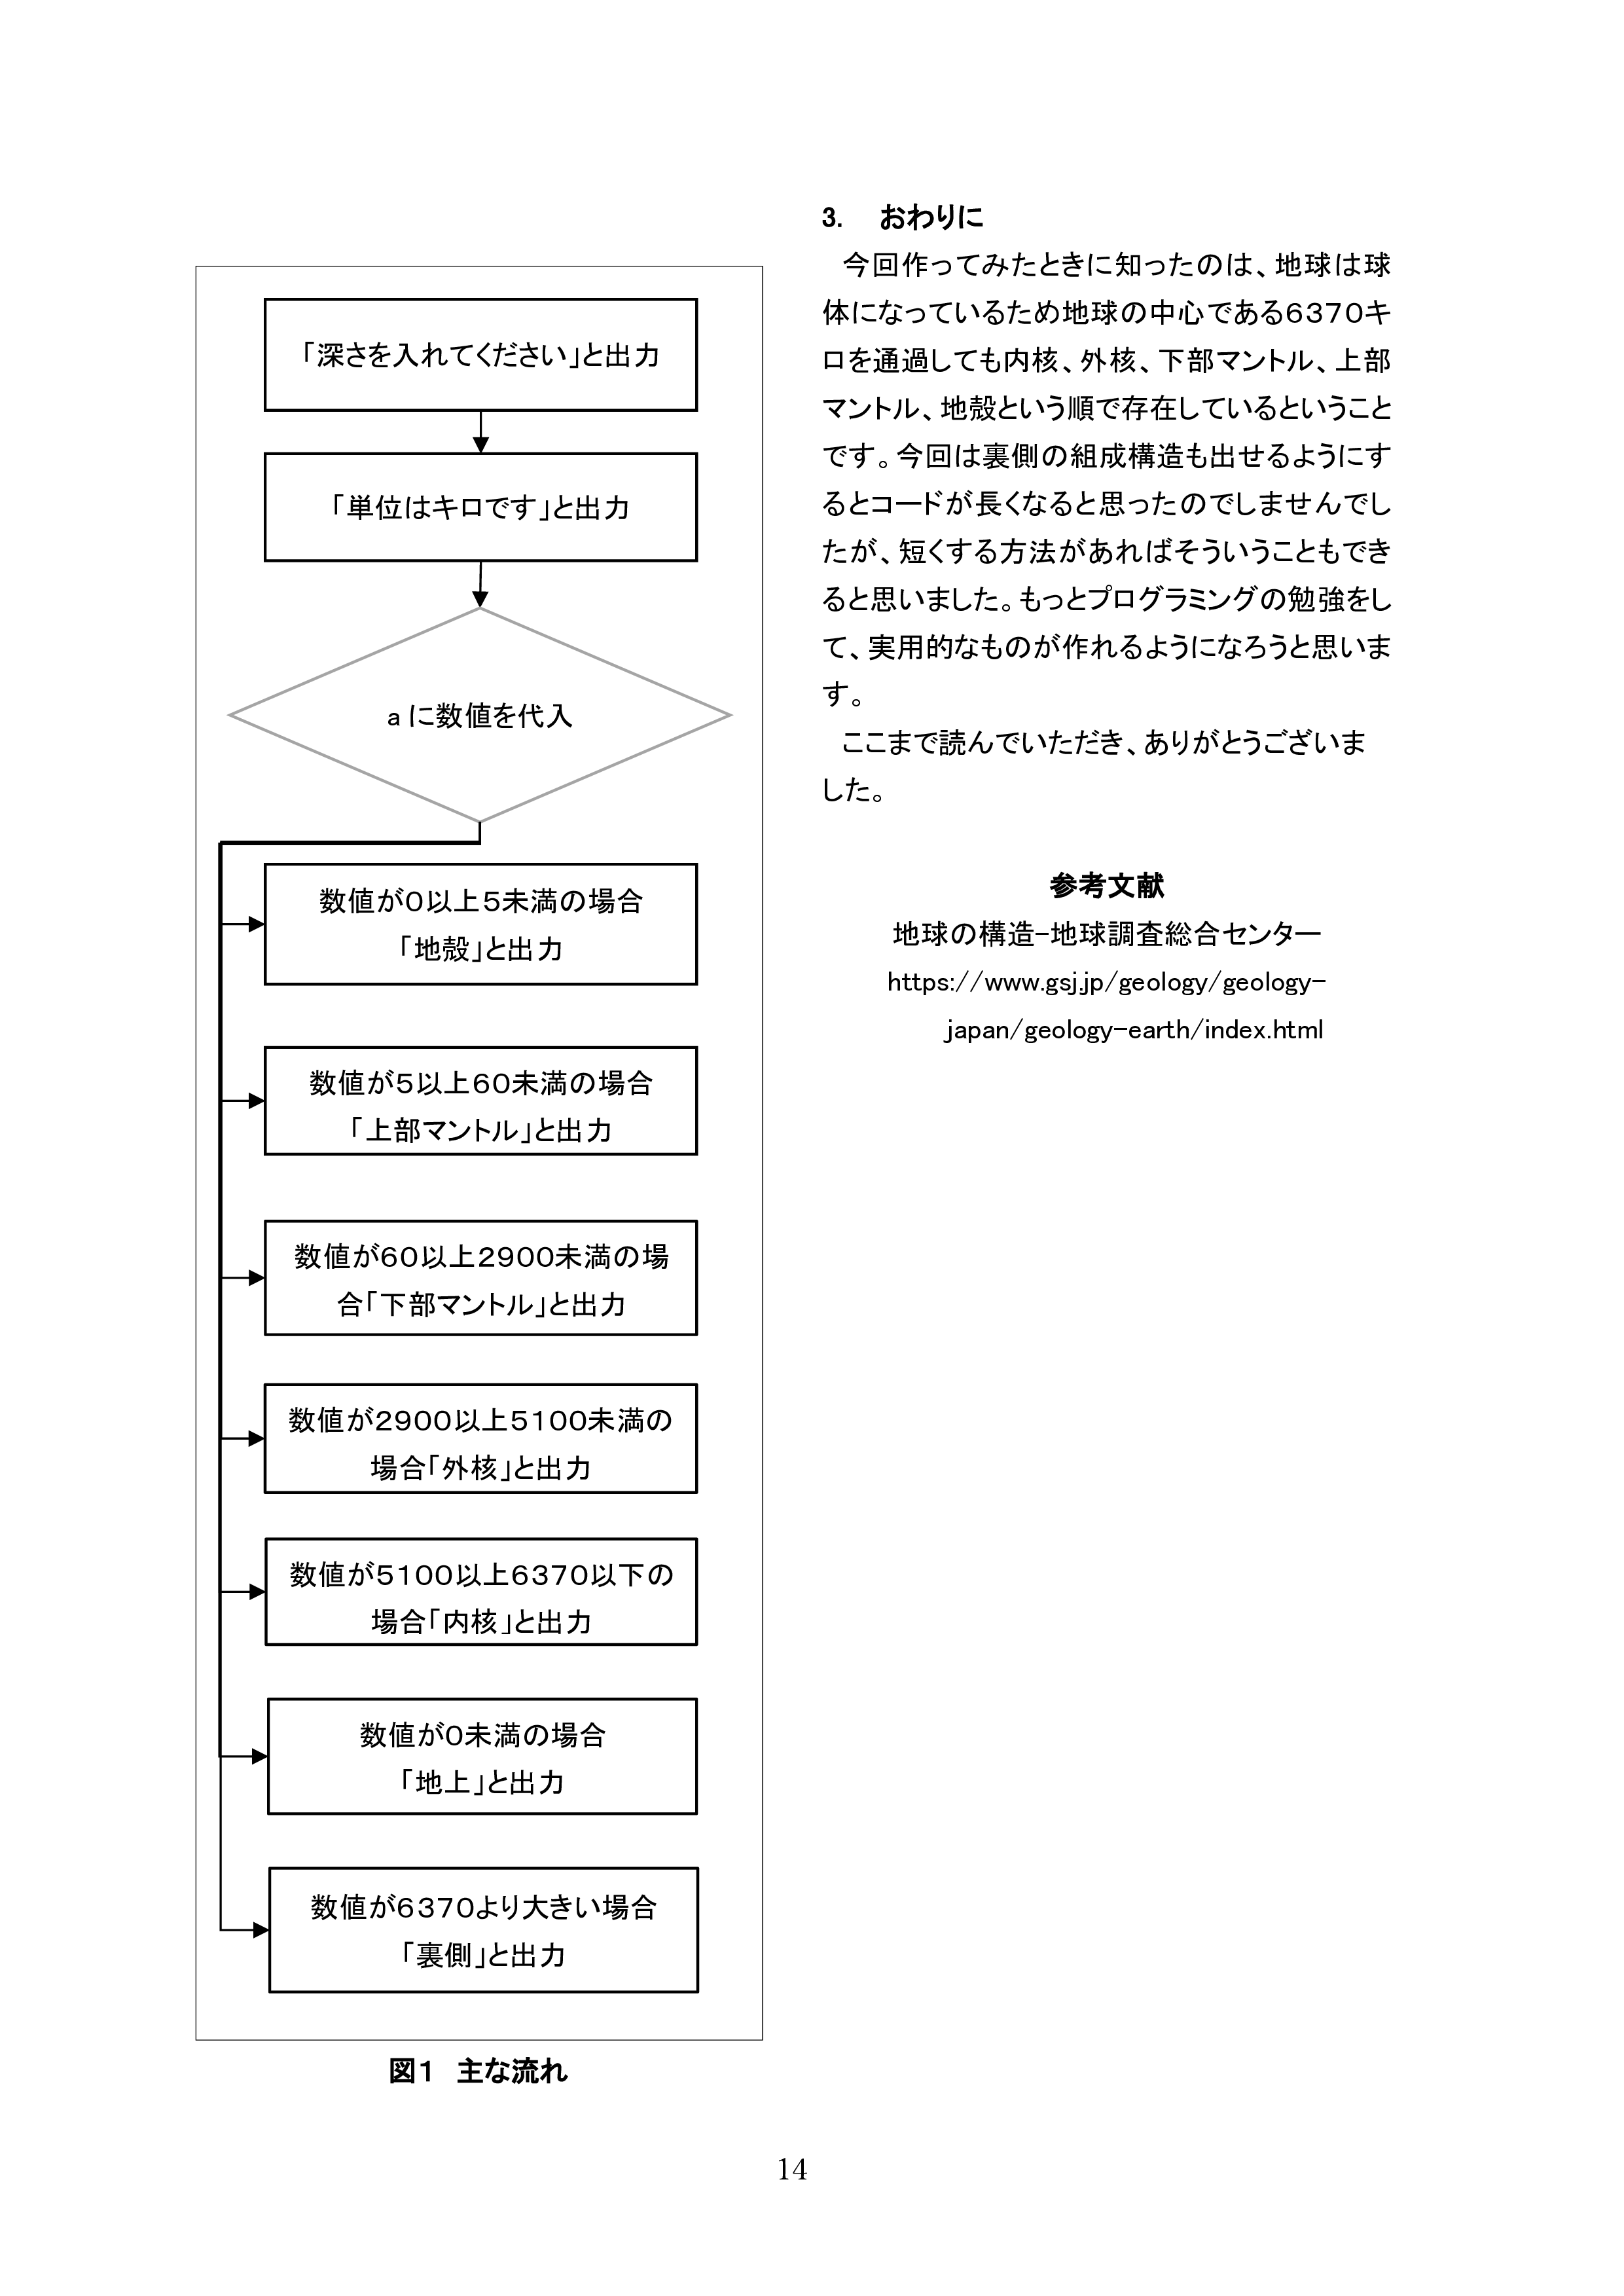 「深さを入れてください」と出力
「単位はキロです」と出力
aに数値を代入
数値が0以上5未満の場合
「地殻」と出力
数値が5以上60未満の場合
「上部マントル」と出力
数値が60以上2900未満の場
合「下部マントル」と出力
数値が2900以上5100未満の
場合「外核」と出力
数値が5100以上6370以下の
場合「内核」と出力
数値が0未満の場合
「地上」と出力
数値が6370より大きい場合
「裏側」と出力
図1 主な流れ
3. おわりに
今回作ってみたときに知ったのは、地球は球
体になっているため地球の中心である6370キ
ロを通過しても内核、外核、下部マントル、上部
マントル、地殻という順で存在しているということ
です。今回は裏側の組成構造も出せるようにす
るとコードが長くなると思ったのでしませんでし
たが、短くする方法があればそういうこともでき
ると思いました。もっとプログラミングの勉強をし
て、実用的なものが作れるようになろうと思いま
す。
ここまで読んでいただき、ありがとうございま
した。
参考文献
地球の構造-地球調査総合センター
https://www.gsj.jp/geology/geology-
japan/geology-earth/index.html
14